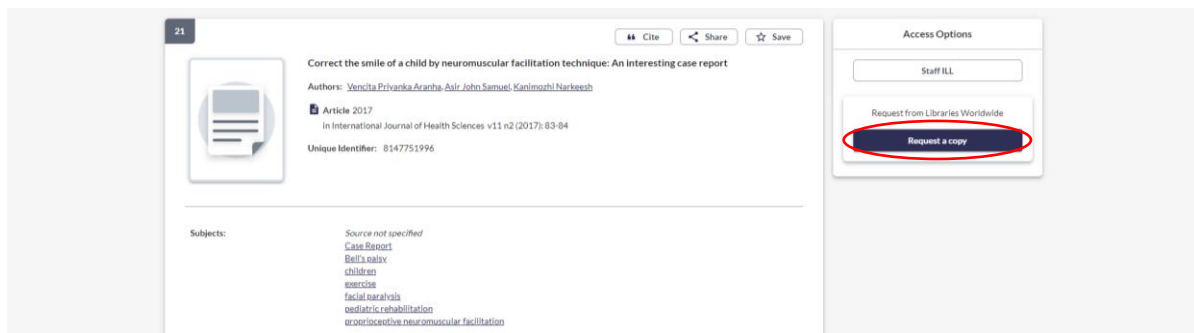 21
Cite
Share
Save
Correct the smile of a child by neuromuscular facilitation technique: An interesting case report
Authors: Vencita Priyanka Aranha, Asir John Samuel, Kanimozhi Narkeesh
Article 2017
in International Journal of Health Sciences v11 n2 (2017): 83-84
Unique Identifier: 8147751996
Subjects:
Source not specified
Case Report
Bell's palsy
children
exercise
facial paralysis
pediatric rehabilitation
proprioceptive neuromuscular facilitation
Access Options
Staff ILL
Request from Libraries Worldwide
Request a copy